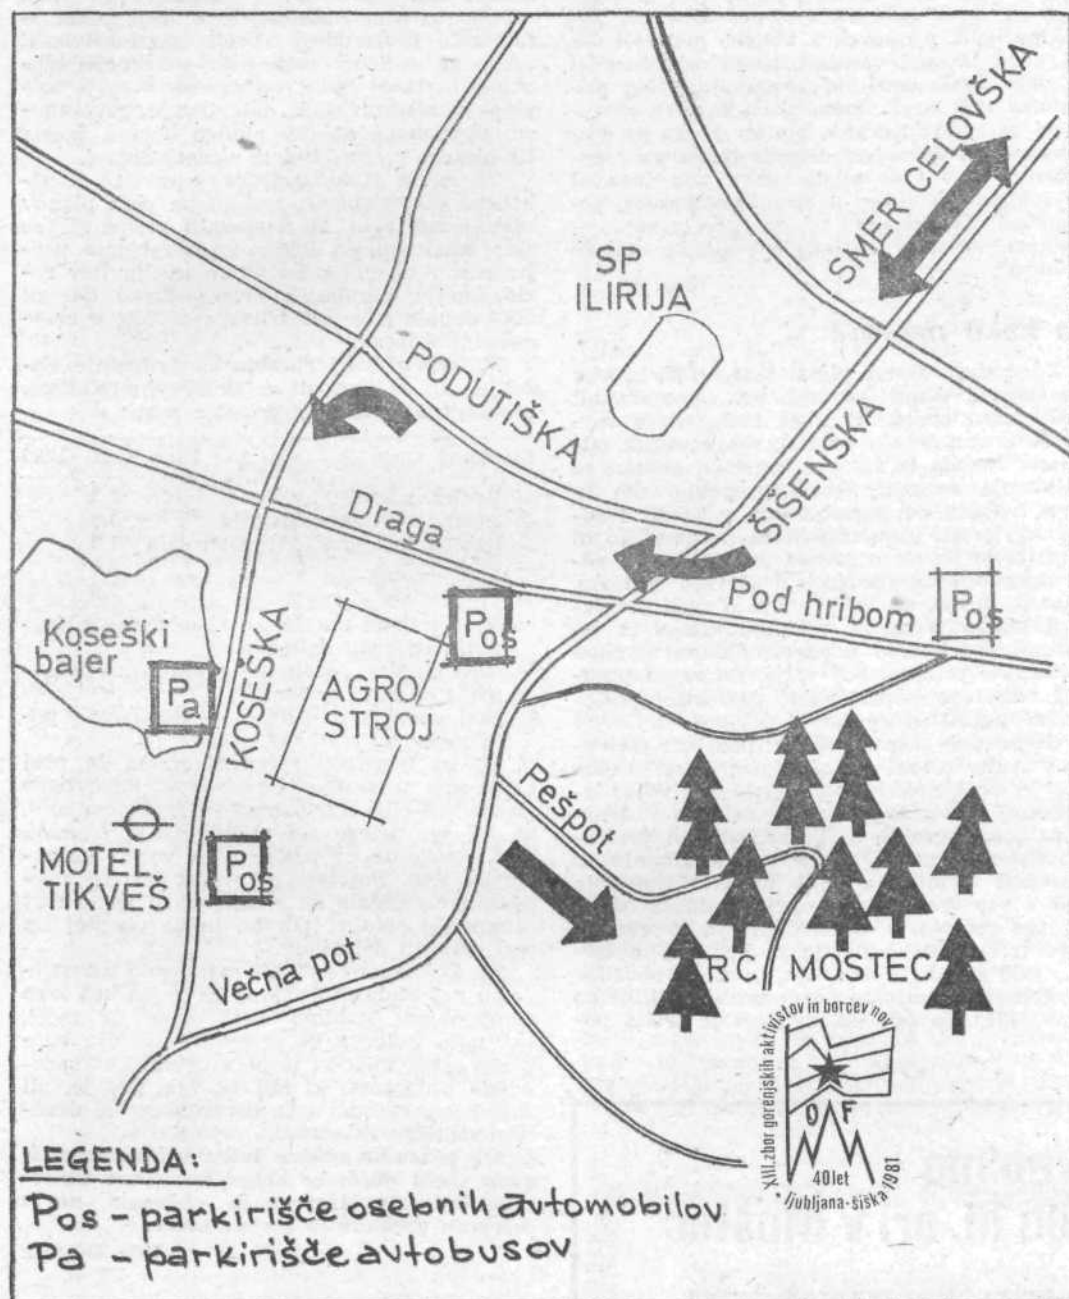 SMER CELOVŠKA
SP
ILIRIJA
PODUTIŠKA
ŠIŠENSKA
Draga
Pod hribom
Pos
Pos
Koseški
bajer
Pa
KOSEŠKA
AGRO
STROJ
Pešpot
MOTEL
TIKVEŠ
Pos
Večna pot
RC MOSTEC
XIII. zbor gorenjskih aktivistov in borcev nov
OF
40 let
* ljubljana-šiška 1981
LEGENDA:
Pos - parkirišče osebnih avtomobilov
Pa - parkirišče avtobusov